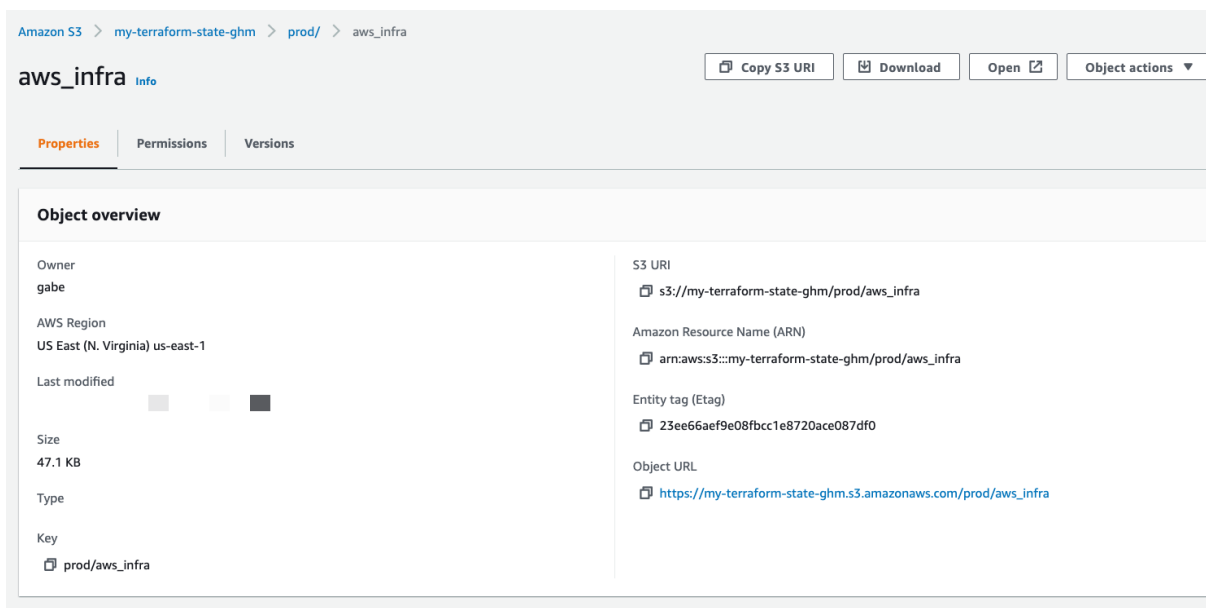 Amazon S3 > my-terraform-state-ghm > prod/ > aws_infra
aws_infra Info
Copy S3 URI
Download
Open
Object actions
Properties
Permissions
Versions
Object overview
Owner
gabe
AWS Region
US East (N. Virginia) us-east-1
Last modified
Size
47.1 KB
Type
Key
prod/aws_infra
S3 URI
s3://my-terraform-state-ghm/prod/aws_infra
Amazon Resource Name (ARN)
arn:aws:s3:::my-terraform-state-ghm/prod/aws_infra
Entity tag (Etag)
23ee66aef9e08fbcc1e8720ace087df0
Object URL
https://my-terraform-state-ghm.s3.amazonaws.com/prod/aws_infra